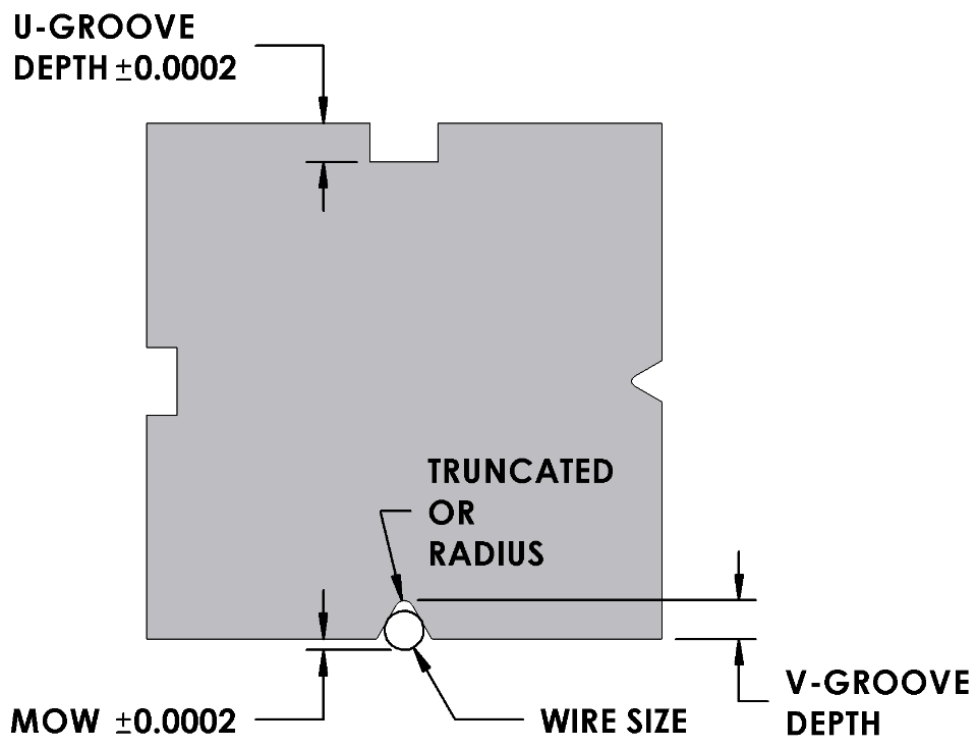 U-GROOVE
DEPTH ±0.0002
TRUNCATED
OR
RADIUS
MOW ±0.0002
WIRE SIZE
V-GROOVE
DEPTH